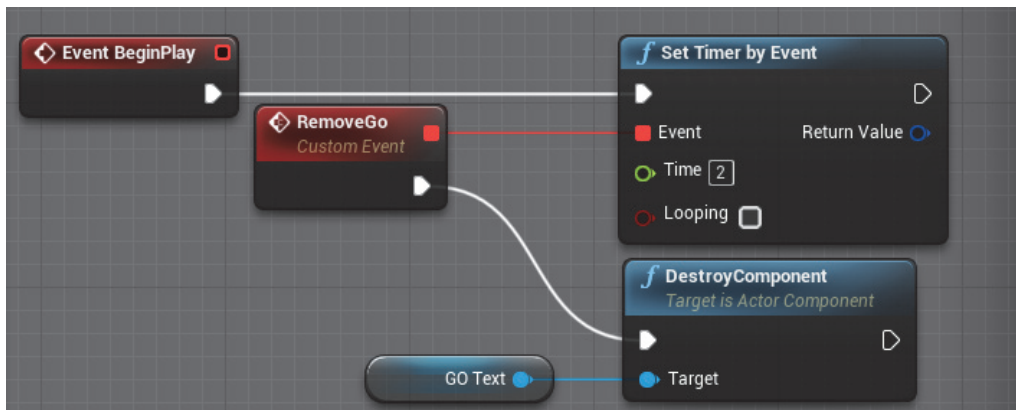 Event BeginPlay
RemoveGo
Custom Event
f Set Timer by Event
Event
Return Value
Time 2
Looping
f DestroyComponent
Target is Actor Component
GO Text
Target